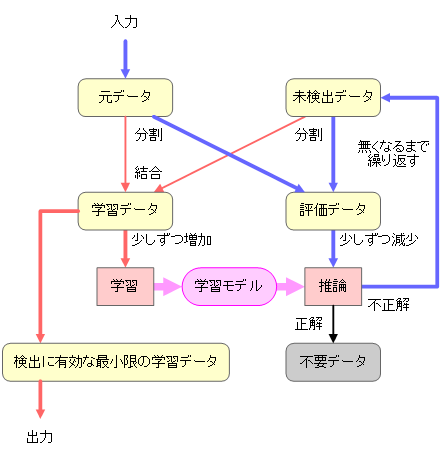 入力
元データ
未検出データ
分割
分割
無くなるまで
繰り返す
結合
学習データ
評価データ
少しずつ増加
少しずつ減少
学習
学習モデル
推論
不正解
正解
検出に有効な最小限の学習データ
不要データ
出力